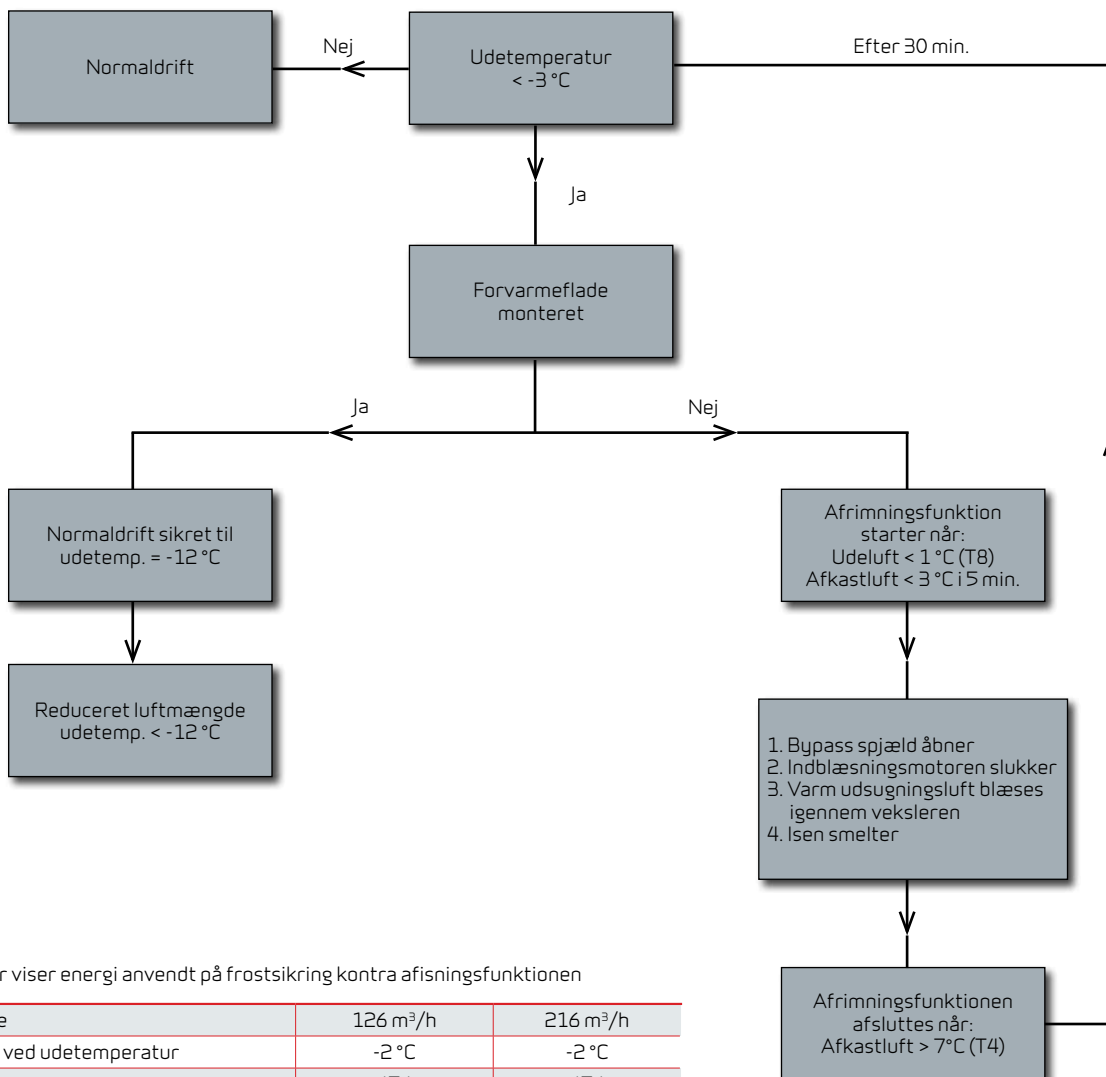 Normaldrift
Nej
Udetemperatur
< -3 °C
Efter 30 min.
Ja
Forvarmeflade
monteret
Ja
Nej
Normaldrift sikret til
udetemp. = -12 °C
Afrimningsfunktion
starter når:
Udeluft < 1 °C (T8)
Afkastluft < 3 °C i 5 min.
Reduceret luftmængde
udetemp. < -12 °C
1. Bypass spjæld åbner
2. Indblæsningsmotoren slukker
3. Varm udsugningsluft blæses
igennem veksleren
4. Isen smelter
Afrimningsfunktionen
afsluttes når:
Afkastluft > 7°C (T4)
viser energi anvendt på frostsikring kontra afisningsfunktionen
126 m³/h 216 m³/h
ved udetemperatur -2 °C -2 °C